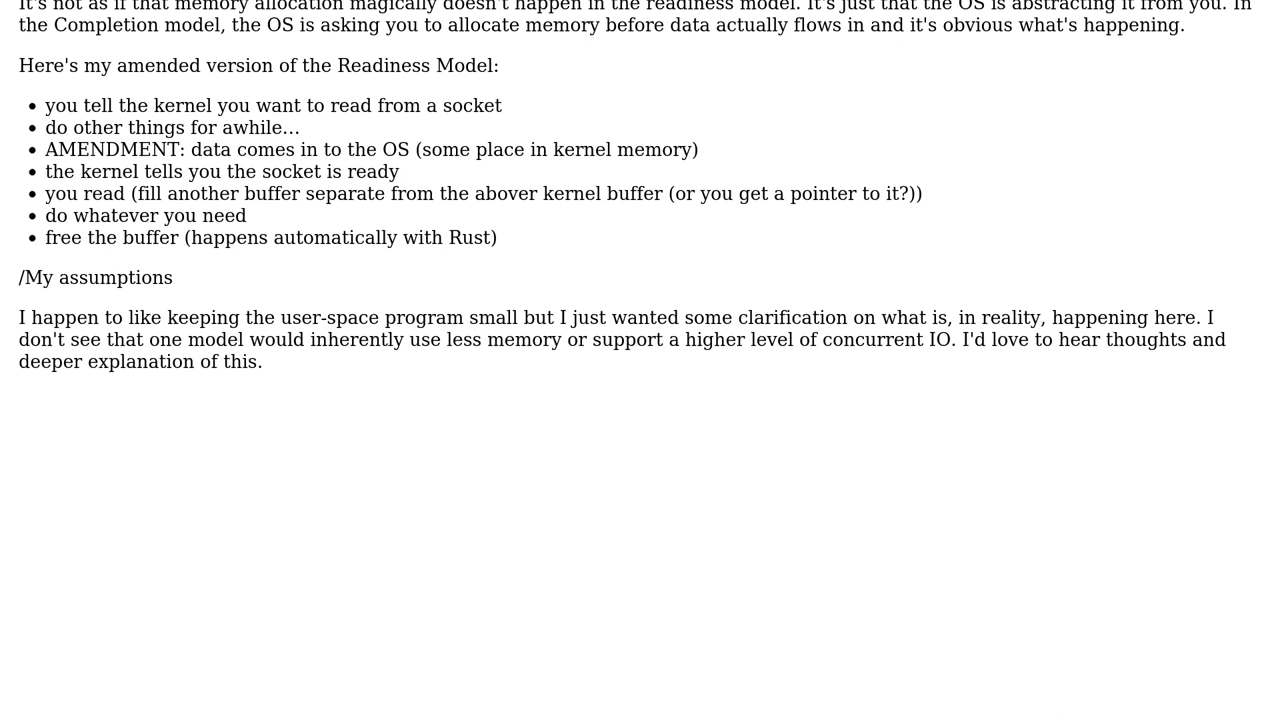 It's not as if that memory allocation magically doesn't happen in the readiness model. It's just that the OS is abstracting it from you. In
the Completion model, the OS is asking you to allocate memory before data actually flows in and it's obvious what's happening.
Here's my amended version of the Readiness Model:
• you tell the kernel you want to read from a socket
• do other things for awhile…
• AMENDMENT: data comes in to the OS (some place in kernel memory)
• the kernel tells you the socket is ready
• you read (fill another buffer separate from the abover kernel buffer (or you get a pointer to it?))
• do whatever you need
• free the buffer (happens automatically with Rust)
/My assumptions
I happen to like keeping the user-space program small but I just wanted some clarification on what is, in reality, happening here. I
don't see that one model would inherently use less memory or support a higher level of concurrent IO. I'd love to hear thoughts and
deeper explanation of this.